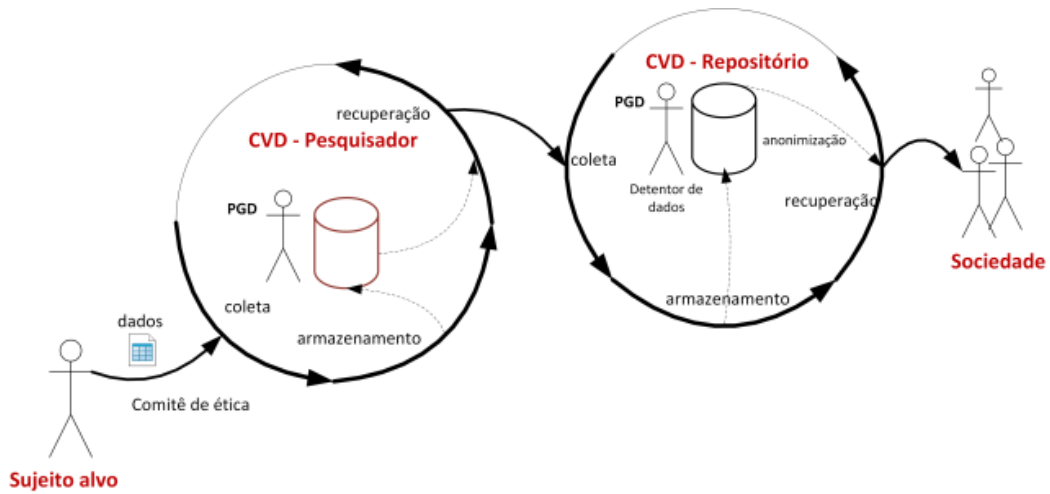 CVD - Repositório
PGD
recuperação
CVD - Pesquisador
anonimização
coleta
Detentor de
dados
recuperação
PGD
Sociedade
armazenamento
coleta
dados
armazenamento
Comitê de ética
Sujeito alvo